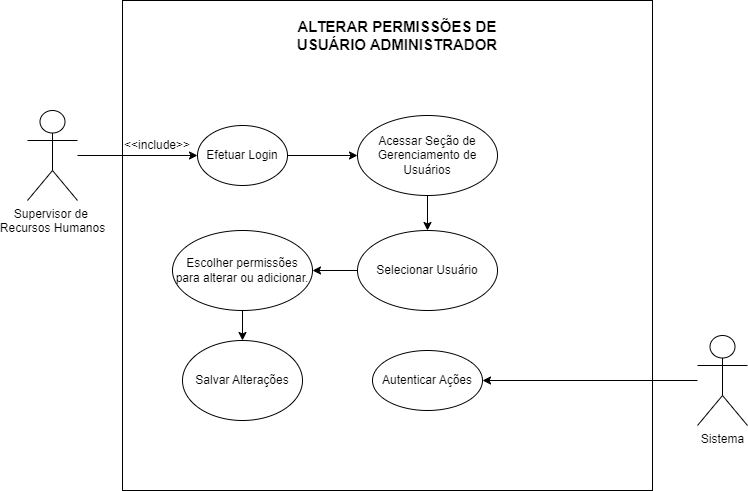 ALTERAR PERMISSÕES DE
USUÁRIO ADMINISTRADOR
<<include>>
Efetuar Login
Acessar Seção de
Gerenciamento de
Usuários
Supervisor de
Recursos Humanos
Escolher permissões
para alterar ou adicionar.
Selecionar Usuário
Salvar Alterações
Autenticar Ações
Sistema